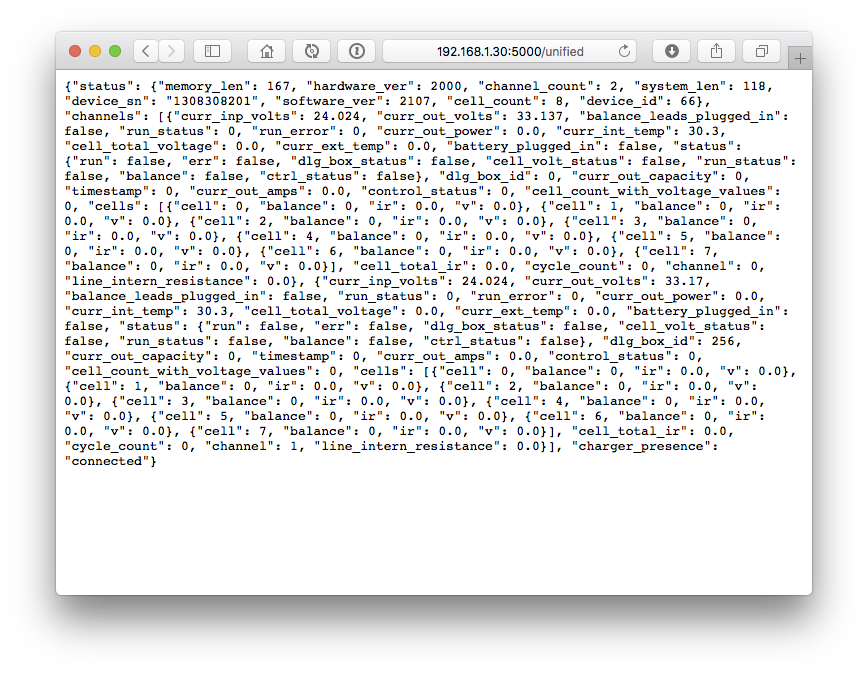 192.168.1.30:5000/unified
{"status": {"memory_len": 167, "hardware_ver": 2000, "channel_count": 2, "system_len": 118,
"device_sn": "1308308201", "software_ver": 2107, "cell_count": 8, "device_id": 66},
"channels": [{"curr_inp_volts": 24.024, "curr_out_volts": 33.137, "balance_leads_plugged_in":
false, "run_status": 0, "run_error": 0, "curr_out_power": 0.0, "curr_int_temp": 30.3,
"cell_total_voltage": 0.0, "curr_ext_temp": 0.0, "battery_plugged_in": false, "status":
{"run": false, "err": false, "dlg_box_status": false, "cell_volt_status": false, "run_status":
false, "balance": false, "ctrl_status": false}, "dlg_box_id": 0, "curr_out_capacity": 0,
"timestamp": 0, "curr_out_amps": 0.0, "control_status": 0, "cell_count_with_voltage_values":
0, "cells": [{"cell": 0, "balance": 0, "ir": 0.0, "v": 0.0}, {"cell": 1, "balance": 0, "ir":
0.0, "v": 0.0}, {"cell": 2, "balance": 0, "ir": 0.0, "v": 0.0}, {"cell": 3, "balance": 0,
"ir": 0.0, "v": 0.0}, {"cell": 4, "balance": 0, "ir": 0.0, "v": 0.0}, {"cell": 5, "balance":
0, "ir": 0.0, "v": 0.0}, {"cell": 6, "balance": 0, "ir": 0.0, "v": 0.0}, {"cell": 7,
"balance": 0, "ir": 0.0, "v": 0.0}], "cell_total_ir": 0.0, "cycle_count": 0, "channel": 0,
"line_intern_resistance": 0.0}, {"curr_inp_volts": 24.024, "curr_out_volts": 33.17,
"balance_leads_plugged_in": false, "run_status": 0, "run_error": 0, "curr_out_power": 0.0,
"curr_int_temp": 30.3, "cell_total_voltage": 0.0, "curr_ext_temp": 0.0, "battery_plugged_in":
false, "status": {"run": false, "err": false, "dlg_box_status": false, "cell_volt_status":
false, "run_status": false, "balance": false, "ctrl_status": false}, "dlg_box_id": 256,
"curr_out_capacity": 0, "timestamp": 0, "curr_out_amps": 0.0, "control_status": 0,
"cell_count_with_voltage_values": 0, "cells": [{"cell": 0, "balance": 0, "ir": 0.0, "v": 0.0},
{"cell": 1, "balance": 0, "ir": 0.0, "v": 0.0}, {"cell": 2, "balance": 0, "ir": 0.0, "v":
0.0}, {"cell": 3, "balance": 0, "ir": 0.0, "v": 0.0}, {"cell": 4, "balance": 0, "ir": 0.0,
"v": 0.0}, {"cell": 5, "balance": 0, "ir": 0.0, "v": 0.0}, {"cell": 6, "balance": 0, "ir":
0.0, "v": 0.0}, {"cell": 7, "balance": 0, "ir": 0.0, "v": 0.0}], "cell_total_ir": 0.0,
"cycle_count": 0, "channel": 1, "line_intern_resistance": 0.0}], "charger_presence":
"connected"}